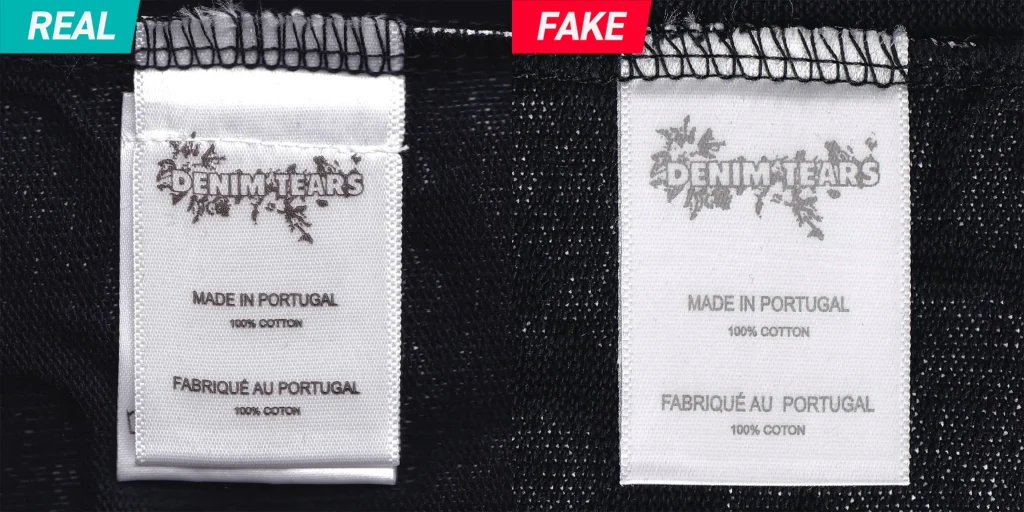 REAL
DENIM TEARS
MADE IN PORTUGAL
100% COTTON
FABRIQUÉ AU PORTUGAL
100% COTON
FAKE
DENIM TEARS
MADE IN PORTUGAL
100% COTTON
FABRIQUÉ AU PORTUGAL
100% COTON